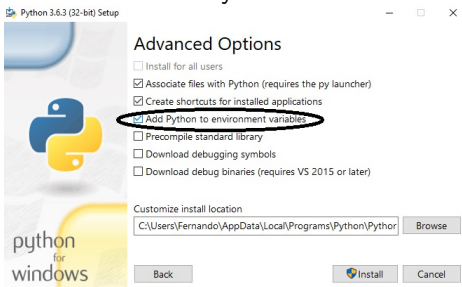 Python 3.6.3 (32-bit) Setup
Advanced Options
Install for all users
Associate files with Python (requires the py launcher)
Create shortcuts for installed applications
Add Python to environment variables
Precompile standard library
Download debugging symbols
Download debug binaries (requires VS 2015 or later)
Customize install location
C:\Users\Fernando\AppData\Local\Programs\Python\Pythor
Browse
python
for
windows
Back
Install
Cancel